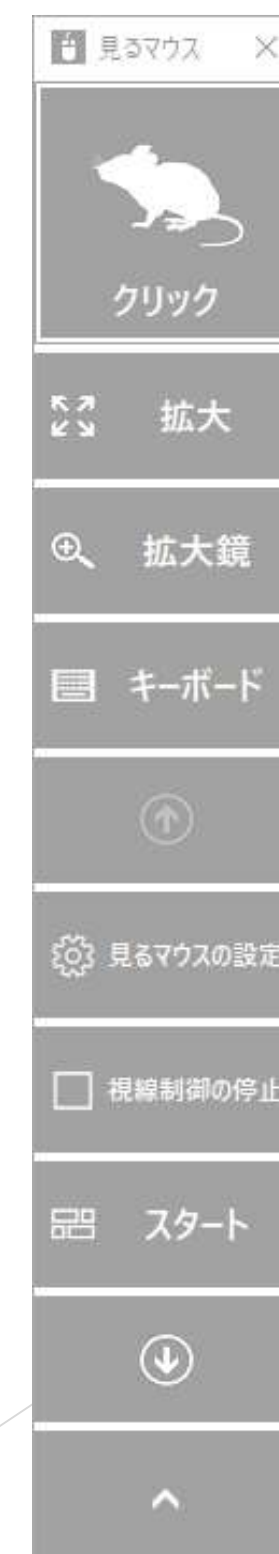 見るマウス
クリック
拡大
拡大鏡
キーボード
見るマウスの設定
視線制御の停止
スタート